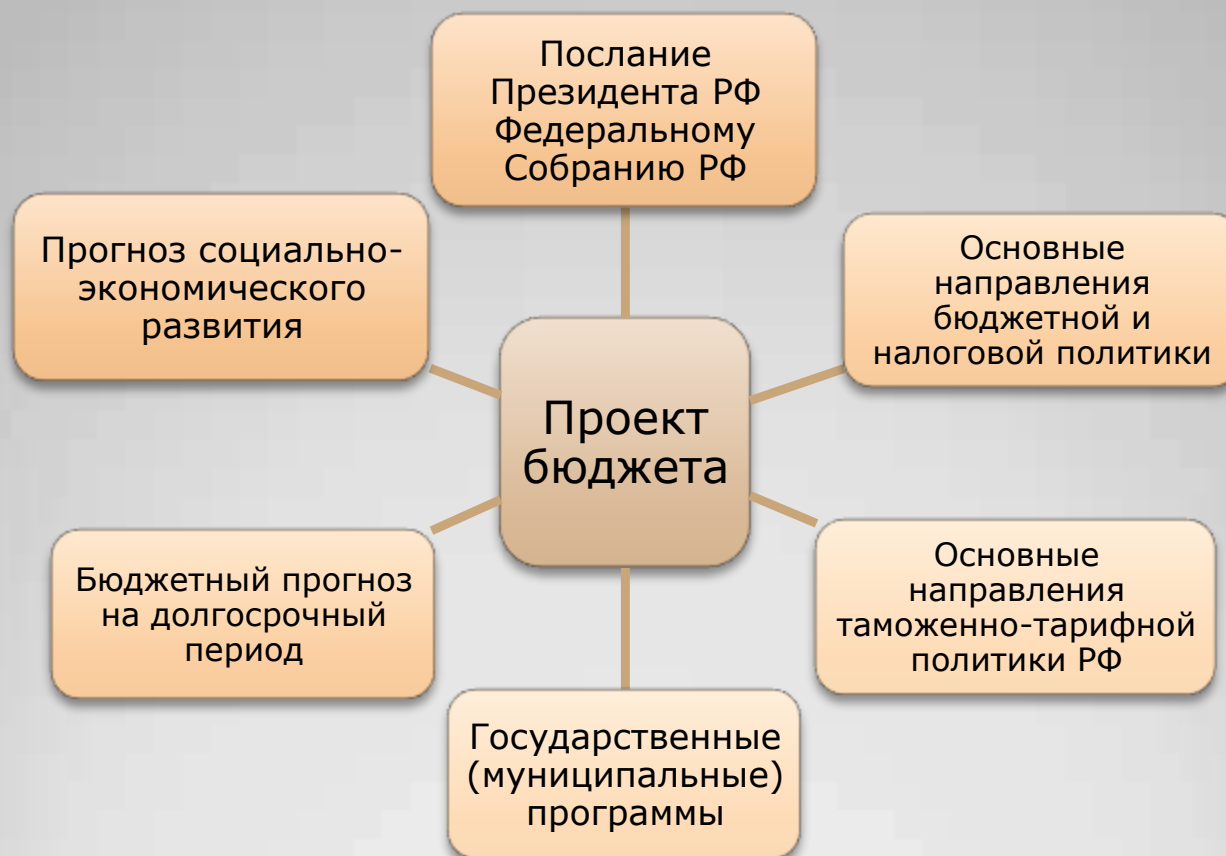 Послание
Президента РФ
Федеральному
Собранию РФ
Прогноз социально-
экономического
развития
Основные
направления
бюджетной и
налоговой политики
Проект
бюджета
Бюджетный прогноз
на долгосрочный
период
Основные
направления
таможенно-тарифной
политики РФ
Государственные
(муниципальные)
программы